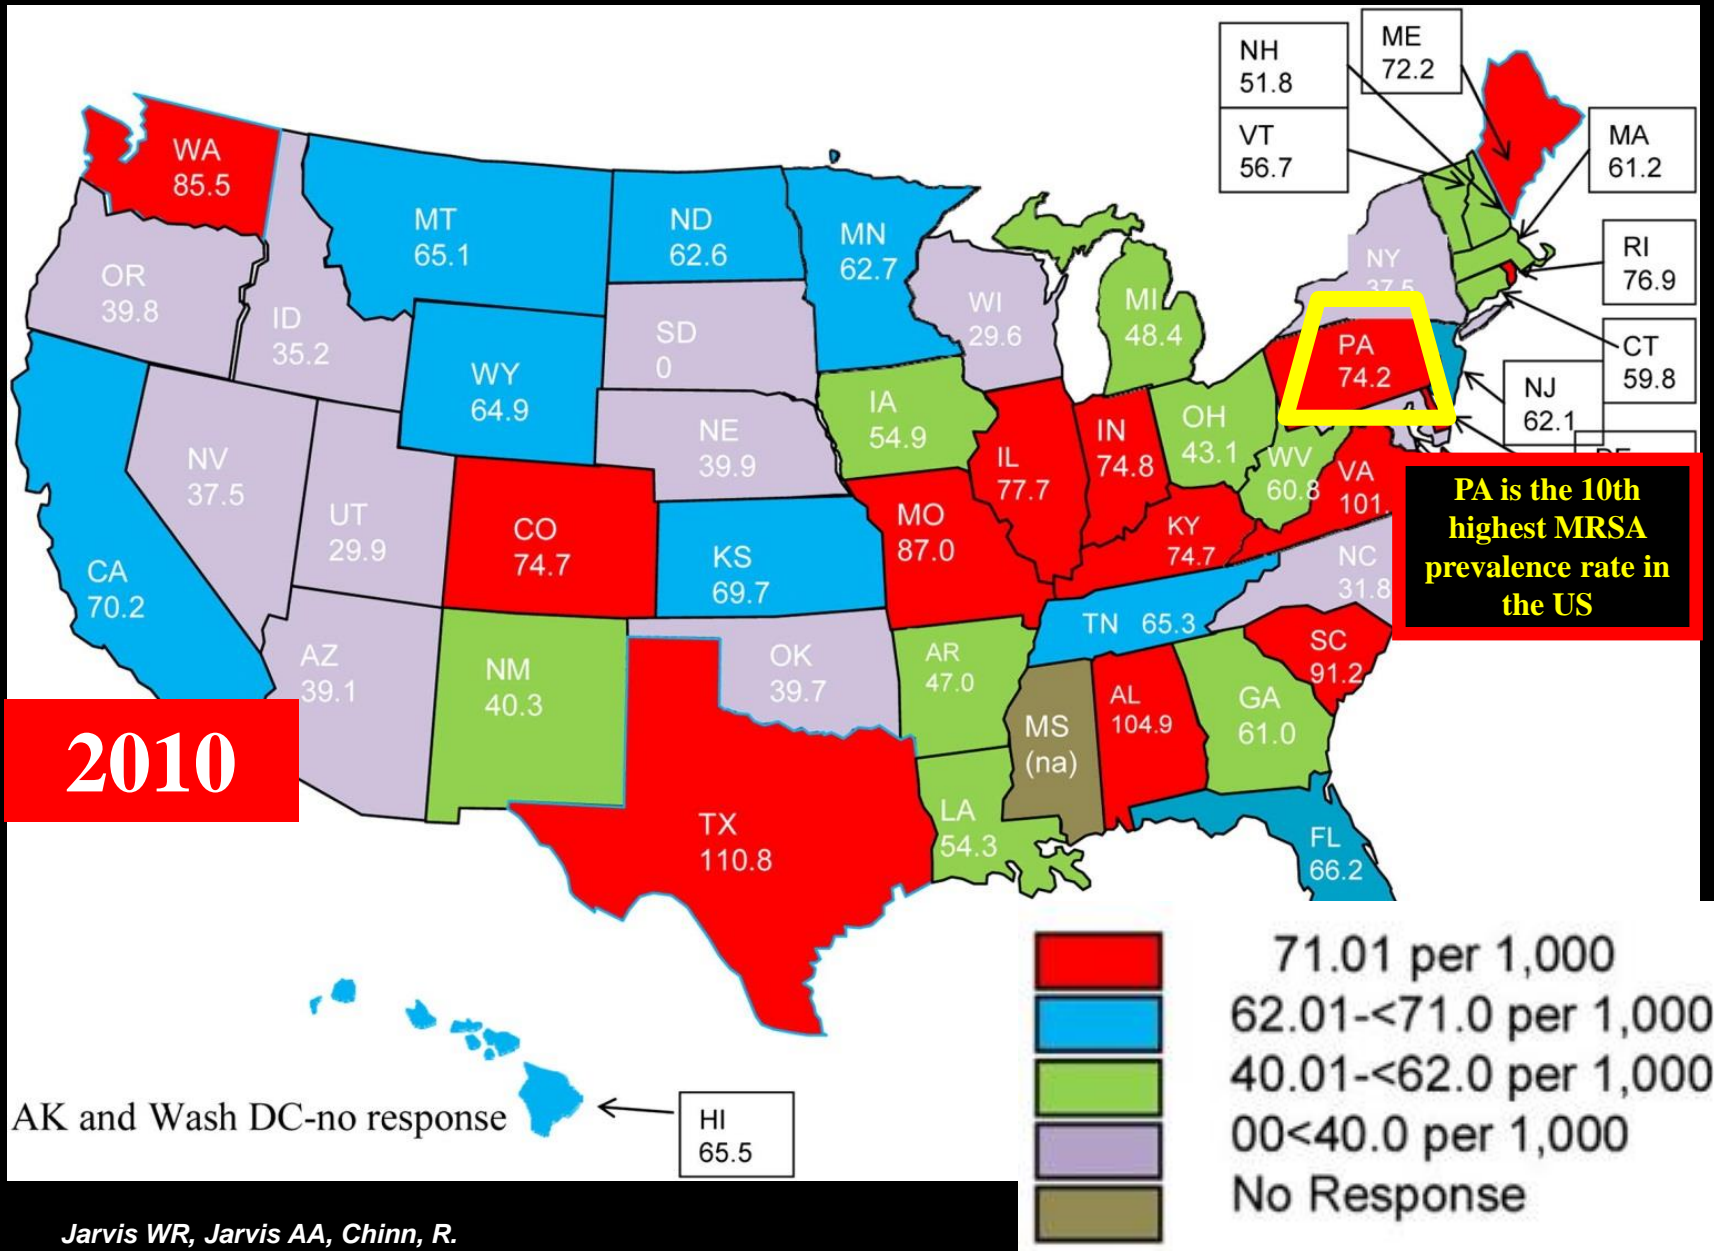 NH
51.8
ME
72.2
VT
56.7
MA
61.2
RI
76.9
CT
59.8
NJ
62.1
WA
85.5
OR
39.8
ID
35.2
MT
65.1
ND
62.6
MN
62.7
SD
0
WY
64.9
NE
39.9
WI
29.6
MI
48.4
IA
54.9
NY
37.5
PA
74.2
OH
43.1
IL
77.7
IN
74.8
WV
60.8
VA
101.
NV
37.5
UT
29.9
CO
74.7
KS
69.7
MO
87.0
KY
74.7
NC
31.8
CA
70.2
AZ
39.1
NM
40.3
OK
39.7
AR
47.0
TN 65.3
SC
91.2
MS
(na)
AL
104.9
GA
61.0
TX
110.8
LA
54.3
FL
66.2
PA is the 10th
highest MRSA
prevalence rate in
the US
2010
AK and Wash DC-no response
HI
65.5
71.01 per 1,000
62.01-<71.0 per 1,000
40.01-<62.0 per 1,000
00<40.0 per 1,000
No Response
Jarvis WR, Jarvis AA, Chinn, R.